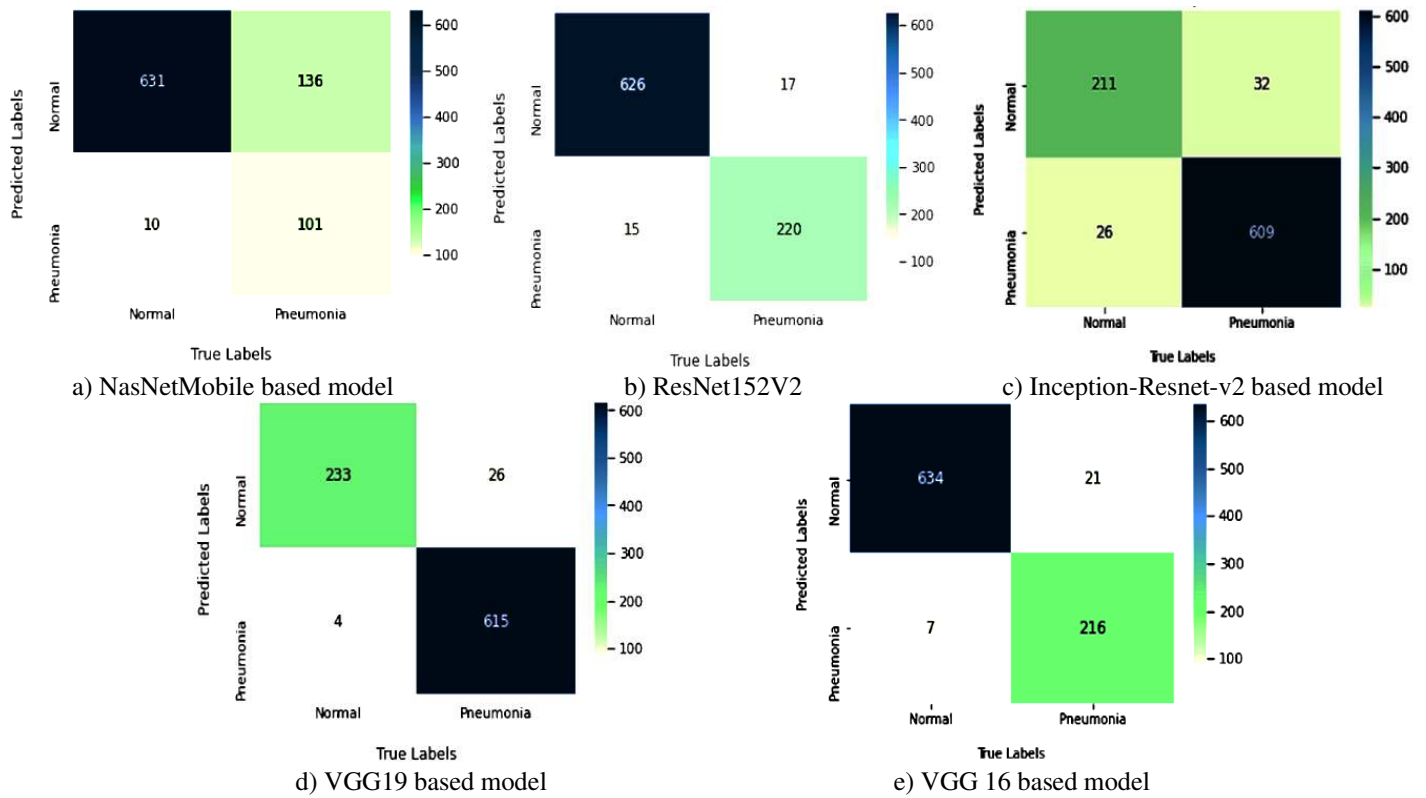 Predicted Labels
Normal
Pneumonia
631
136
10
101
Normal
Pneumonia
True Labels
600
500
400
300
200
100
a) NasNetMobile based model
Predicted Labels
Normal
Pneumonia
626
17
15
220
Normal
Pneumonia
True Labels
600
500
400
300
200
100
b) ResNet152V2
Predicted Labels
Normal
Pneumonia
211
32
26
609
Normal
Pneumonia
True Labels
600
500
400
300
200
100
c) Inception-Resnet-v2 based model
Predicted Labels
Normal
Pneumonia
233
26
4
615
Normal
Pneumonia
True Labels
600
500
400
300
200
100
d) VGG19 based model
Predicted Labels
Normal
Pneumonia
634
21
7
216
Normal
Pneumonia
True Labels
600
500
400
300
200
100
e) VGG 16 based model